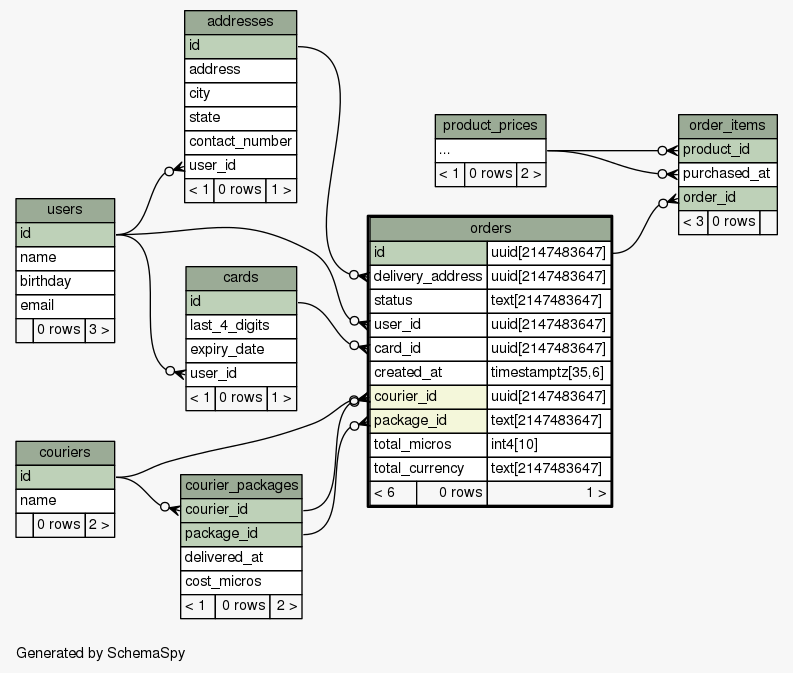 addresses
id
address
city
state
contact_number
user_id
< 1 0 rows 1 >
product_prices
...
< 1 0 rows 2 >
order_items
product_id
purchased_at
order_id
< 3 0 rows
users
id
name
birthday
email
0 rows 3 >
cards
id
last_4_digits
expiry_date
user_id
< 1 0 rows 1 >
orders
id uuid[2147483647]
delivery_address uuid[2147483647]
status text[2147483647]
user_id uuid[2147483647]
card_id uuid[2147483647]
created_at timestamptz[35,6]
courier_id uuid[2147483647]
package_id text[2147483647]
total_micros int4[10]
total_currency text[2147483647]
< 6 0 rows 1 >
couriers
id
name
0 rows 2 >
courier_packages
courier_id
package_id
delivered_at
cost_micros
< 1 0 rows 2 >
Generated by SchemaSpy